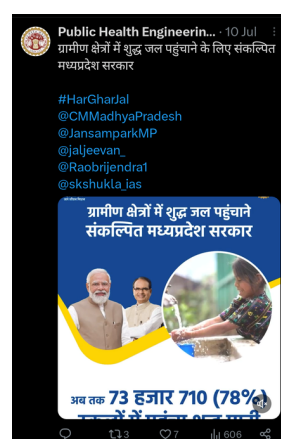 Public Health Engineerin... · 10 Jul
ग्रामीण क्षेत्रों में शुद्ध जल पहुंचाने के लिए संकल्पित
मध्यप्रदेश सरकार
#HarGharJal
@CMMadhyaPradesh
@JansamparkMP
@jaljeevan_
@Raobrijendra1
@skshukla_ias
ग्रामीण क्षेत्रों में शुद्ध जल पहुंचाने
संकल्पित मध्यप्रदेश सरकार
अब तक 73 हजार 710 (78%)
3
7
606